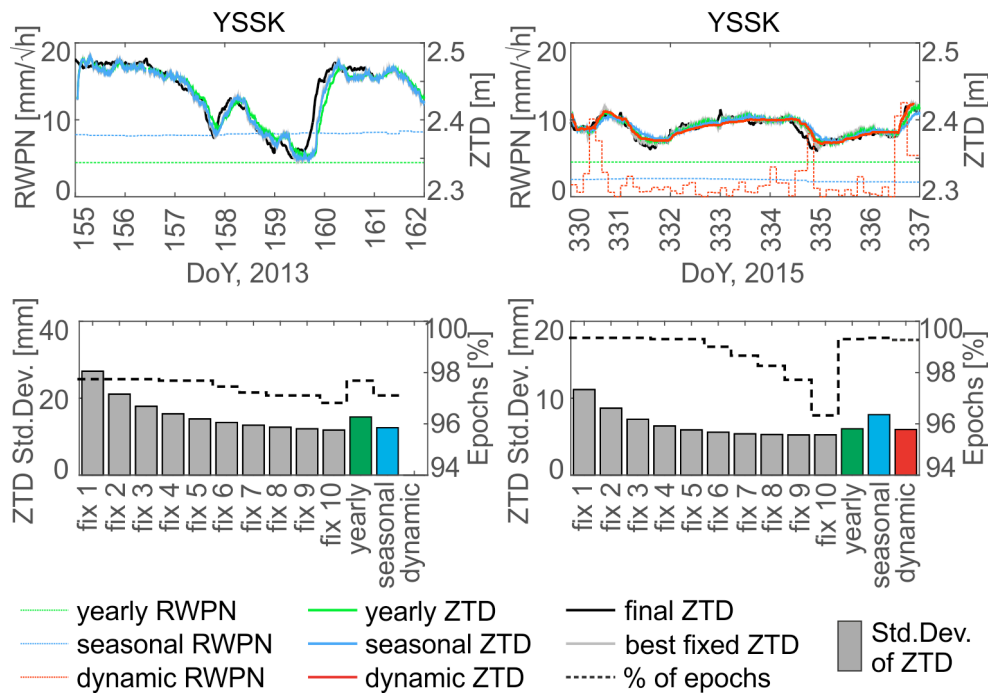 YSSK
20
10
0
RWPN [mm/√h]
2.5
2.4
2.3
ZTD [m]
155
156
157
158
159
160
161
162
DoY, 2013
YSSK
20
10
0
RWPN [mm/√h]
2.5
2.4
2.3
ZTD [m]
330
331
332
333
334
335
336
337
DoY, 2015
40
20
0
ZTD Std.Dev. [mm]
100
98
96
94
Epochs [%]
fix 1
fix 2
fix 3
fix 4
fix 5
fix 6
fix 7
fix 8
fix 9
fix 10
yearly
seasonal
dynamic
20
10
0
ZTD Std.Dev. [mm]
100
98
96
94
Epochs [%]
fix 1
fix 2
fix 3
fix 4
fix 5
fix 6
fix 7
fix 8
fix 9
fix 10
yearly
seasonal
dynamic
yearly RWPN
seasonal RWPN
dynamic RWPN
yearly ZTD
seasonal ZTD
dynamic ZTD
final ZTD
best fixed ZTD
% of epochs
Std.Dev.
of ZTD